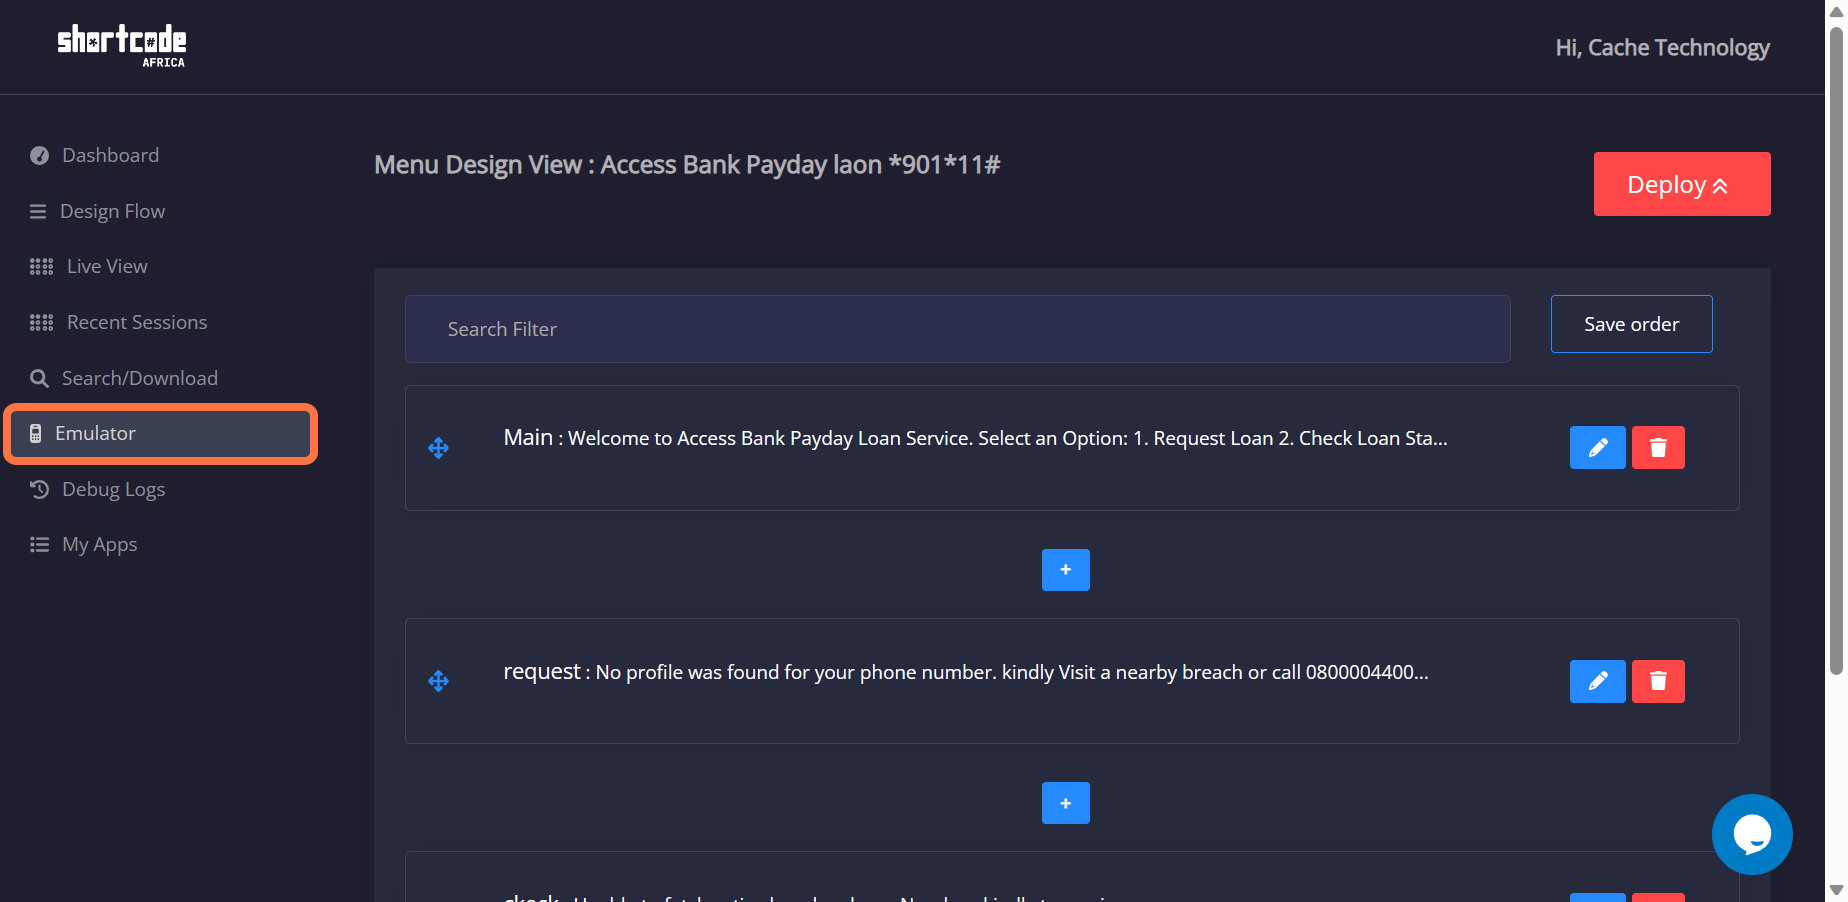 shortcode
AFRICA
Hi, Cache Technology
Dashboard
Design Flow
Live View
Recent Sessions
Search/Download
Emulator
Debug Logs
My Apps
Menu Design View : Access Bank Payday laon *901*11#
Deploy
Search Filter
Save order
Main : Welcome to Access Bank Payday Loan Service. Select an Option: 1. Request Loan 2. Check Loan Sta...
+
request : No profile was found for your phone number. kindly Visit a nearby breach or call 0800004400...
+